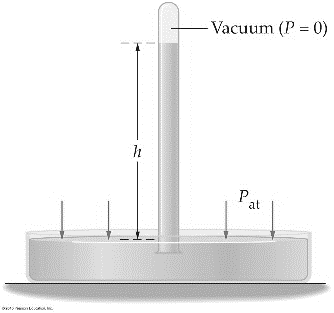 Vacuum (P = 0)
h
Pat